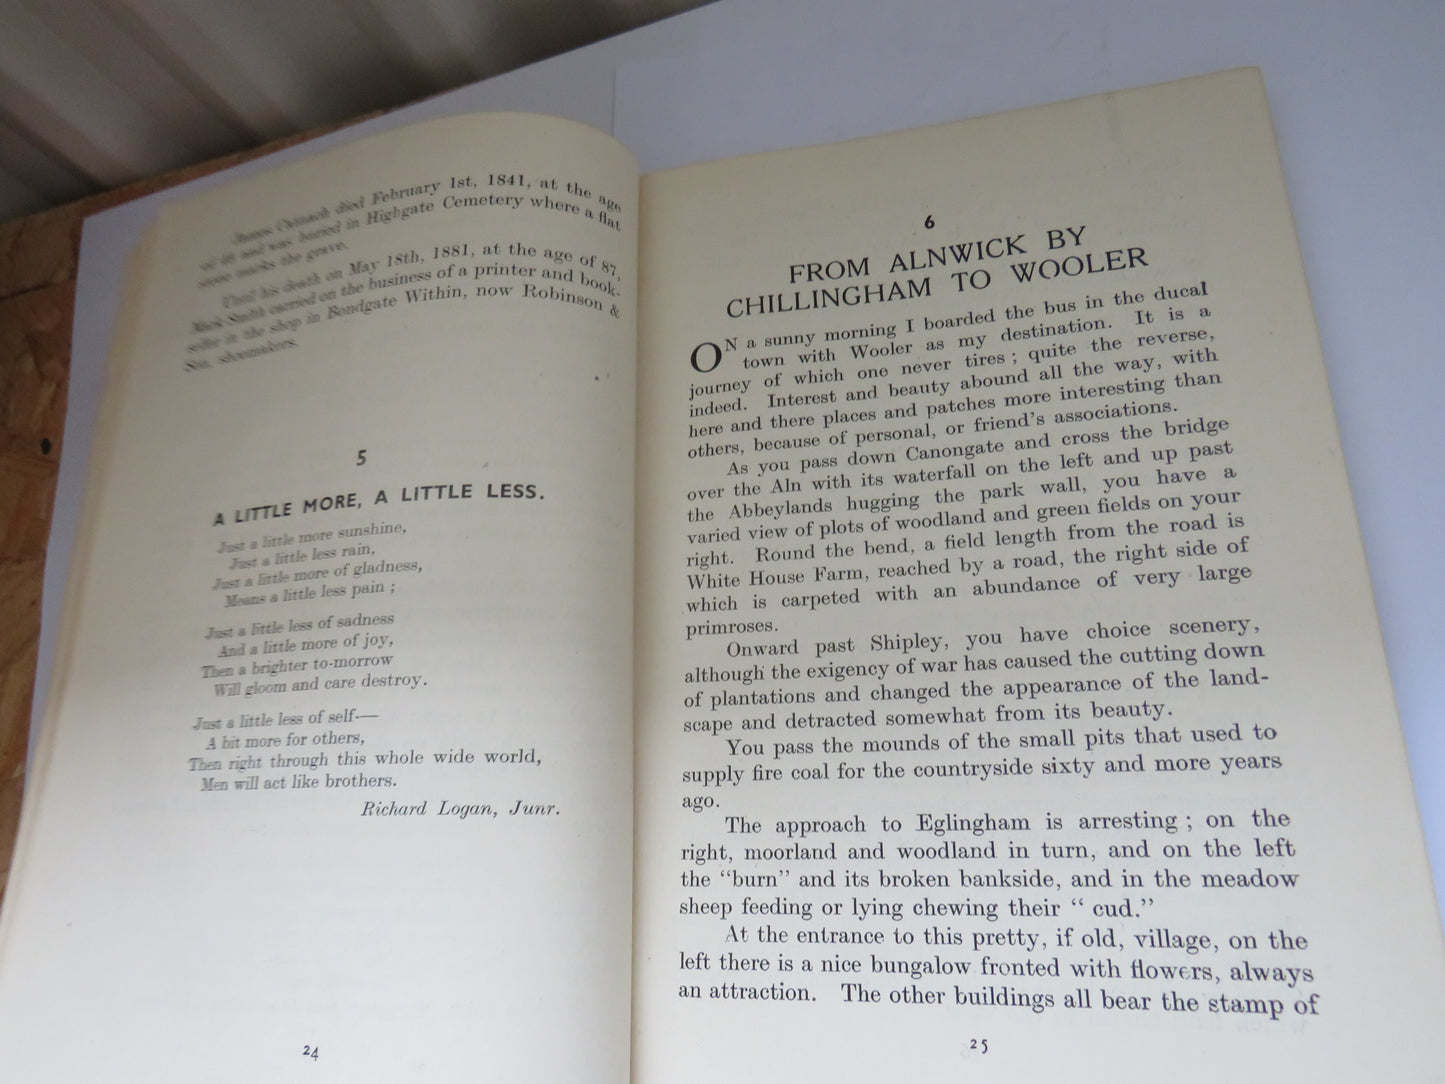 James Catnach died February 1st, 1841, at the age
of 48 and was buried in Highgate Cemetery where a flat
stone marks the grave.
Until his death on May 18th, 1881, at the age of 87,
Mark Smith carried on the business of a printer and book-
seller in the shop in Bondgate Within, now Robinson &
Son, shoemakers.
5
A LITTLE MORE, A LITTLE LESS.
Just a little more sunshine,
Just a little less rain,
Just a little more of gladness,
Means a little less pain ;
Just a little less of sadness
And a little more of joy,
Then a brighter to-morrow
Will gloom and care destroy.
Just a little less of self—
A bit more for others,
Then right through this whole wide world,
Men will act like brothers.
Richard Logan, Junr.
24
6
FROM ALNWICK BY
CHILLINGHAM TO WOOLER
ON a sunny morning I boarded the bus in the ducal
town with Wooler as my destination. It is a
journey of which one never tires ; quite the reverse,
indeed. Interest and beauty abound all the way, with
here and there places and patches more interesting than
others, because of personal, or friend's associations.
As you pass down Canongate and cross the bridge
over the Aln with its waterfall on the left and up past
the Abbeylands hugging the park wall, you have a
varied view of plots of woodland and green fields on your
right. Round the bend, a field length from the road is
White House Farm, reached by a road, the right side of
which is carpeted with an abundance of very large
primroses.
Onward past Shipley, you have choice scenery,
although the exigency of war has caused the cutting down
of plantations and changed the appearance of the land-
scape and detracted somewhat from its beauty.
You pass the mounds of the small pits that used to
supply fire coal for the countryside sixty and more years
ago.
The approach to Eglingham is arresting ; on the
right, moorland and woodland in turn, and on the left
the "burn" and its broken bankside, and in the meadow
sheep feeding or lying chewing their " cud."
At the entrance to this pretty, if old, village, on the
left there is a nice bungalow fronted with flowers, always
an attraction. The other buildings all bear the stamp of
25